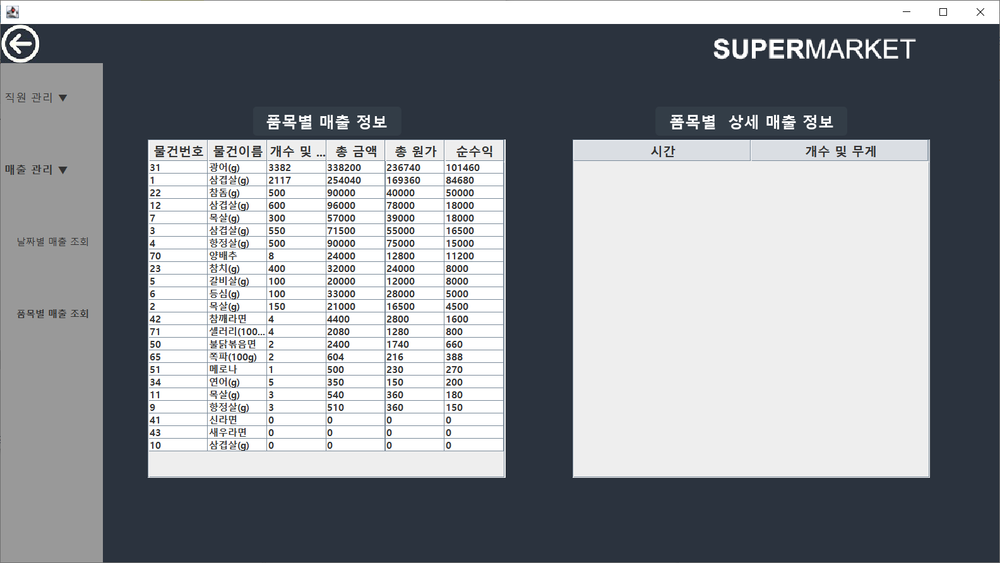 SUPERMARKET
직원 관리 ▼
매출 관리 ▼
날짜별 매출 조회
품목별 매출 조회
품목별 매출 정보
물건번호 물건이름 개수 및 ... 총 금액 총 원가 순수익
31 광어(g) 3382 338200 236740 101460
1 삼겹살(g) 2117 254040 169360 84680
22 참돔(g) 500 90000 40000 50000
12 삼겹살(g) 600 96000 78000 18000
7 목살(g) 300 57000 39000 18000
3 삼겹살(g) 550 71500 55000 16500
4 항정살(g) 500 90000 75000 15000
70 양배추 8 24000 12800 11200
23 참치(g) 400 32000 24000 8000
5 갈비살(g) 100 20000 12000 8000
6 등심(g) 100 33000 28000 5000
2 목살(g) 150 21000 16500 4500
42 참깨라면 4 4400 2800 1600
71 셀러리(100... 4 2080 1280 800
50 불닭볶음면 2 2400 1740 660
65 쪽파(100g) 2 604 216 388
51 메로나 1 500 230 270
34 연어(g) 5 350 150 200
11 목살(g) 3 540 360 180
9 항정살(g) 3 510 360 150
41 신라면 0 0 0 0
43 새우라면 0 0 0 0
10 삼겹살(g) 0 0 0 0
폼목별 상세 매출 정보
시간 개수 및 무게